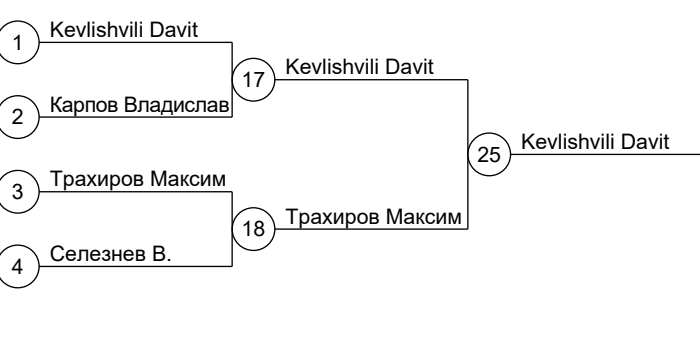 1 Kevlishvili Davit
2 Карпов Владислав
17 Kevlishvili Davit
25 Kevlishvili Davit
3 Трахиров Максим
18 Трахиров Максим
4 Селезнев В.